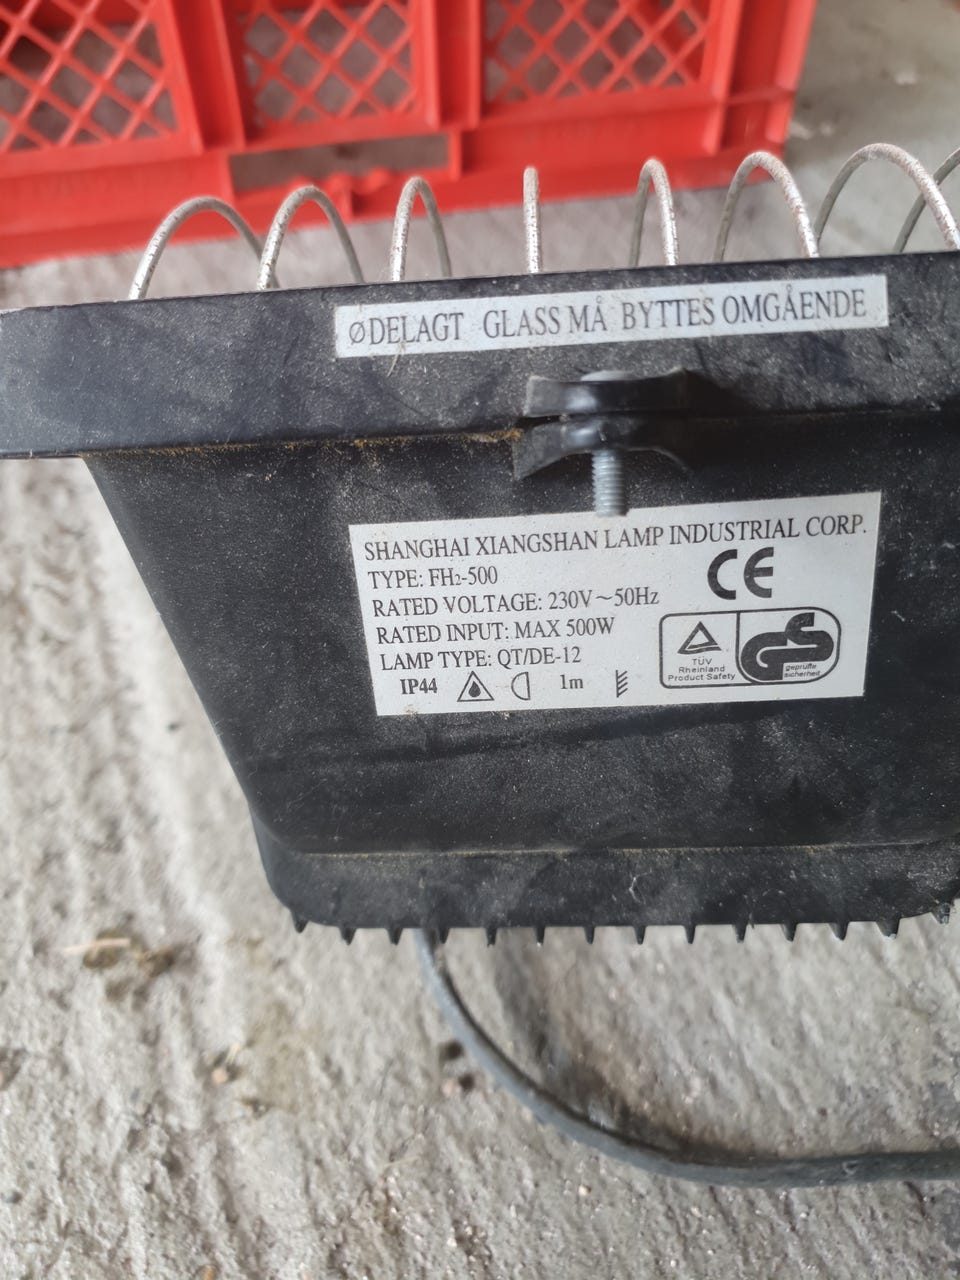 ØDELAGT GLASS MÅ BYTTES OMGÅENDE
SHANGHAI XIANGSHAN LAMP INDUSTRIAL CORP.
TYPE: FH₂-500
RATED VOLTAGE: 230V~50Hz
RATED INPUT: MAX 500W
LAMP TYPE: QT/DE-12
IP44 1m
CE
TÜV
Rheinland
Product Safety
GS
geprüfte
sicherheit